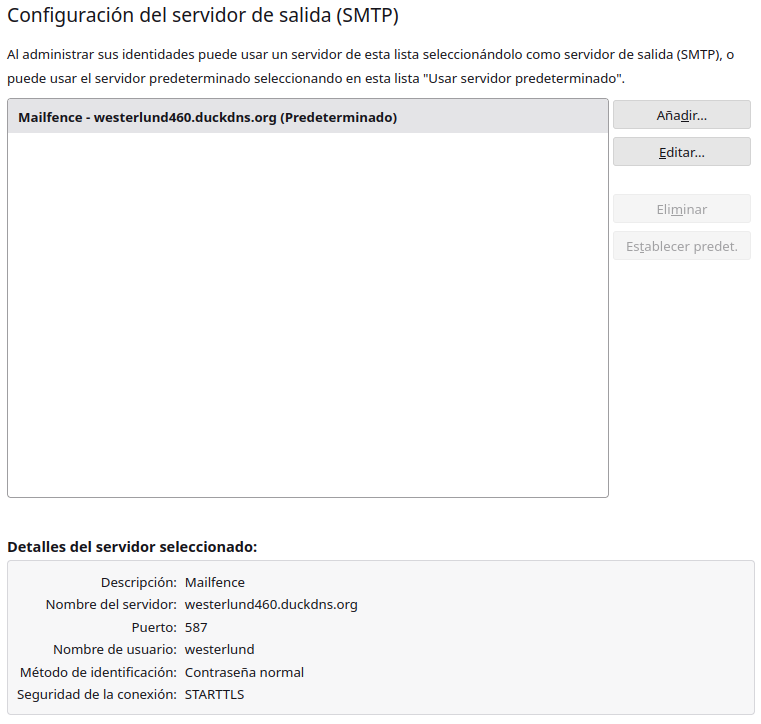 Configuración del servidor de salida (SMTP)
Al administrar sus identidades puede usar un servidor de esta lista seleccionándolo como servidor de salida (SMTP), o
puede usar el servidor predeterminado seleccionando en esta lista "Usar servidor predeterminado".
Mailfence - westerlund460.duckdns.org (Predeterminado)
Añadir...
Editar...
Eliminar
Establecer predet.
Detalles del servidor seleccionado:
Descripción: Mailfence
Nombre del servidor: westerlund460.duckdns.org
Puerto: 587
Nombre de usuario: westerlund
Método de identificación: Contraseña normal
Seguridad de la conexión: STARTTLS